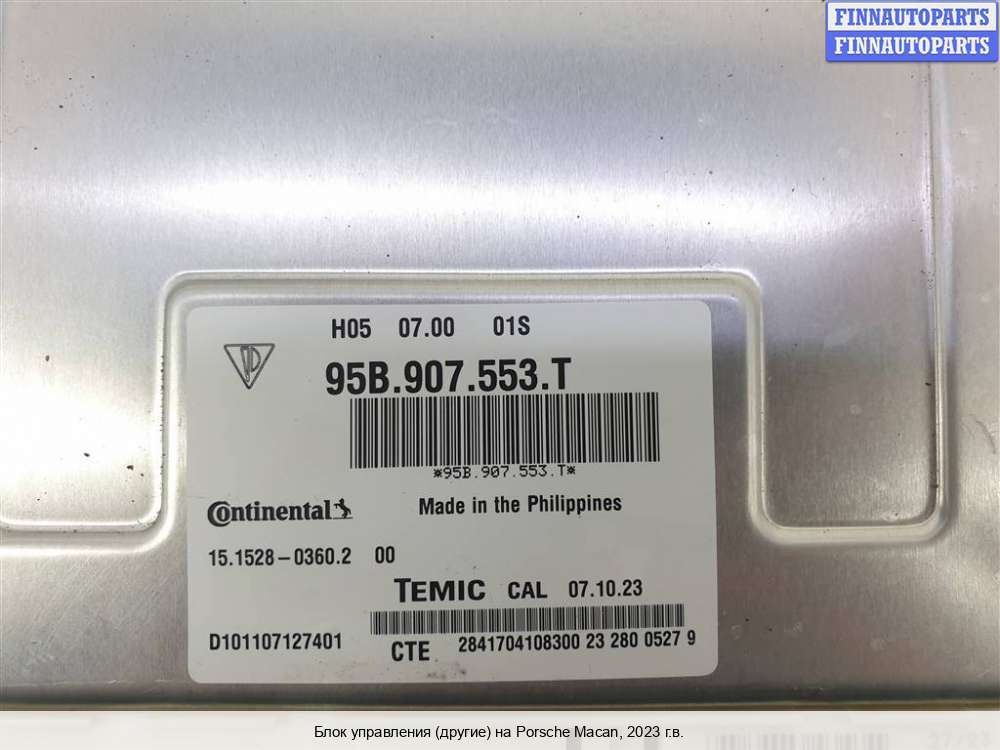 FINNAUTOPARTS
FINNAUTOPARTS
H05 07.00 01S
95B.907.553.T
*95B.907.553.T*
Continental Made in the Philippines
15.1528-0360.2 00
TEMIC CAL 07.10.23
D101107127401 CTE 2841704108300 23 280 0527 9
Блок управления (другие) на Porsche Macan, 2023 г.в.